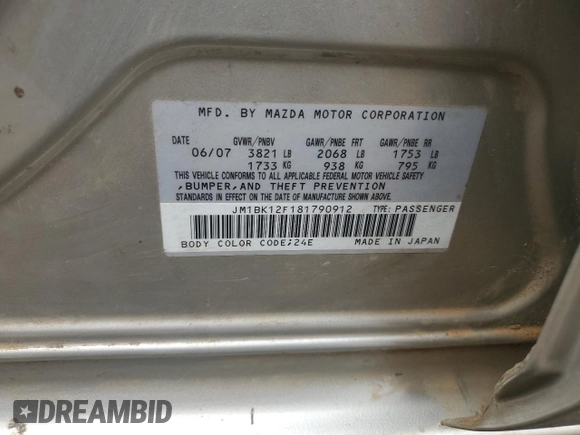 MFD. BY MAZDA MOTOR CORPORATION
DATE GVWR/PNBV GAWR/PNBE FRT GAWR/PNBE RR
06/07 3821 LB 2068 LB 1753 LB
1733 KG 938 KG 795 KG
THIS VEHICLE CONFORMS TO ALL APPLICABLE FEDERAL MOTOR VEHICLE SAFETY
,BUMPER,AND THEFT PREVENTION
STANDARDS IN EFFECT ON THE DATE OF MANUFACTURE SHOWN ABOVE.
JM1BK12F181790912 TYPE: PASSENGER
BODY COLOR CODE;24E MADE IN JAPAN
DREAMBID